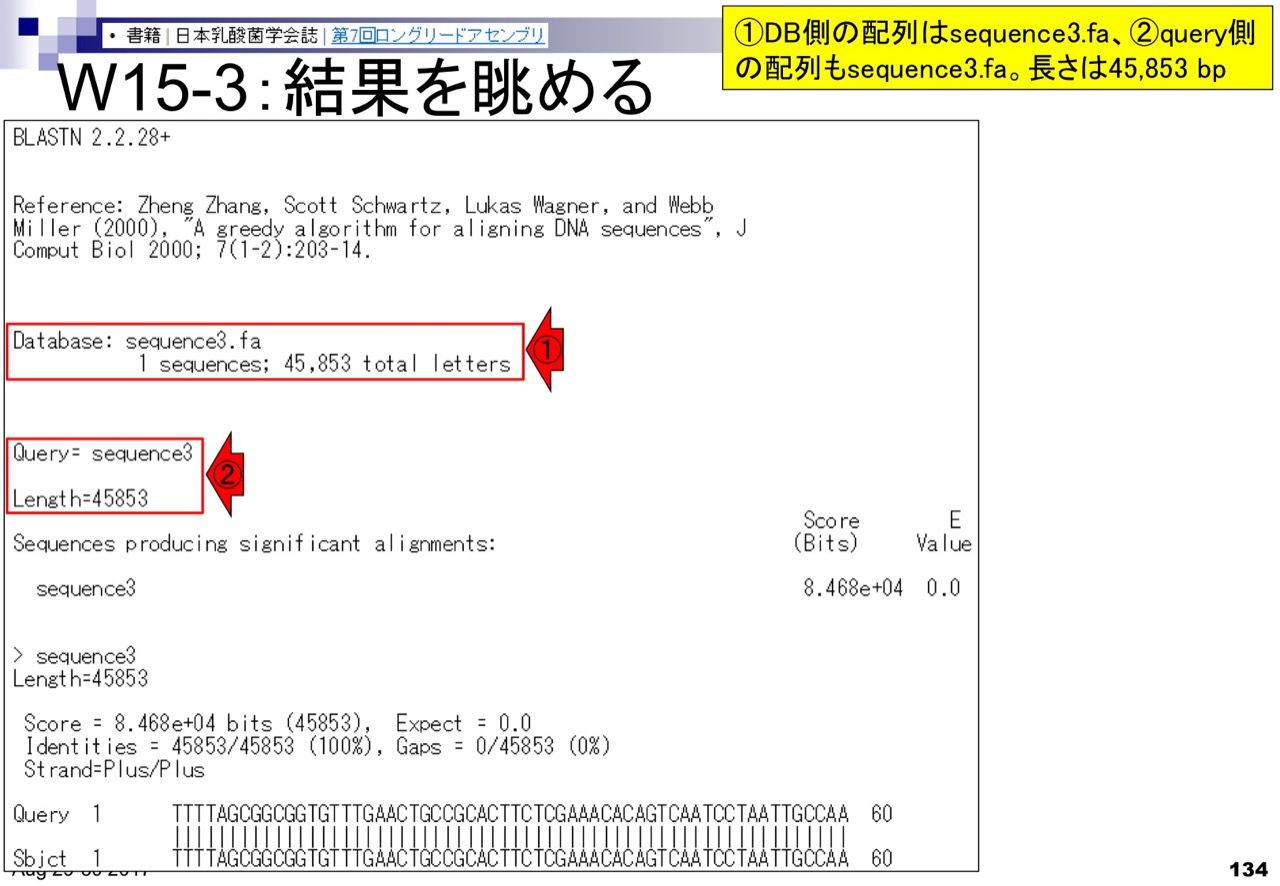 • 書籍 | 日本乳酸菌学会誌 | 第7回ロングリードアセンブリ
W15-3:結果を眺める
①DB側の配列はsequence3.fa、②query側
の配列もsequence3.fa。長さは45,853 bp
BLASTN 2.2.28+
Reference: Zheng Zhang, Scott Schwartz, Lukas Wagner, and Webb
Miller (2000), "A greedy algorithm for aligning DNA sequences", J
Comput Biol 2000; 7(1-2):203-14.
Database: sequence3.fa
1 sequences; 45,853 total letters
①
Query= sequence3
②
Length=45853
Score E
Sequences producing significant alignments: (Bits) Value
sequence3 8.468e+04 0.0
> sequence3
Length=45853
Score = 8.468e+04 bits (45853), Expect = 0.0
Identities = 45853/45853 (100%), Gaps = 0/45853 (0%)
Strand=Plus/Plus
Query 1 TTTTAGCGGCGGTGTTTGAACTGCCGCACTTCTCGAAACACAGTCAATCCTAATTGCCAA 60
||||||||||||||||||||||||||||||||||||||||||||||||||||||||||||
Sbjct 1 TTTTAGCGGCGGTGTTTGAACTGCCGCACTTCTCGAAACACAGTCAATCCTAATTGCCAA 60
134